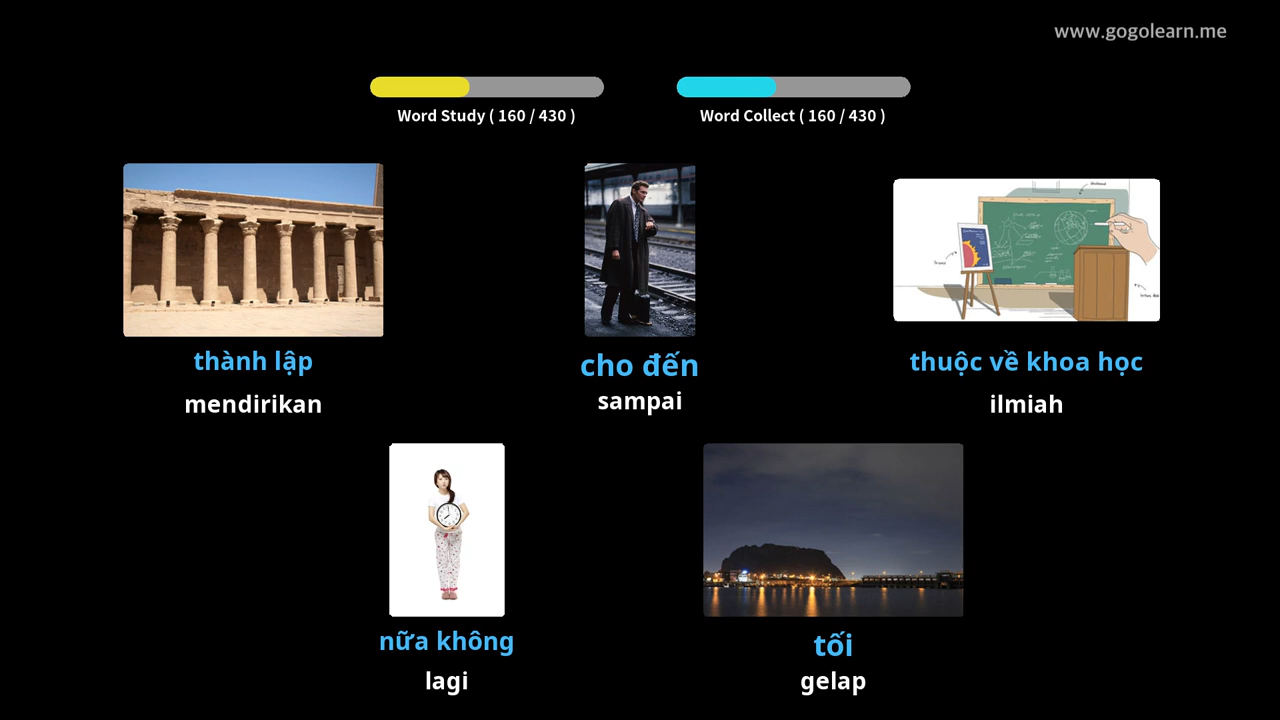 www.gogolearn.me
Word Study ( 160 / 430 )
Word Collect ( 160 / 430 )
thành lập
mendirikan
cho đến
sampai
thuộc về khoa học
ilmiah
nữa không
lagi
tối
gelap